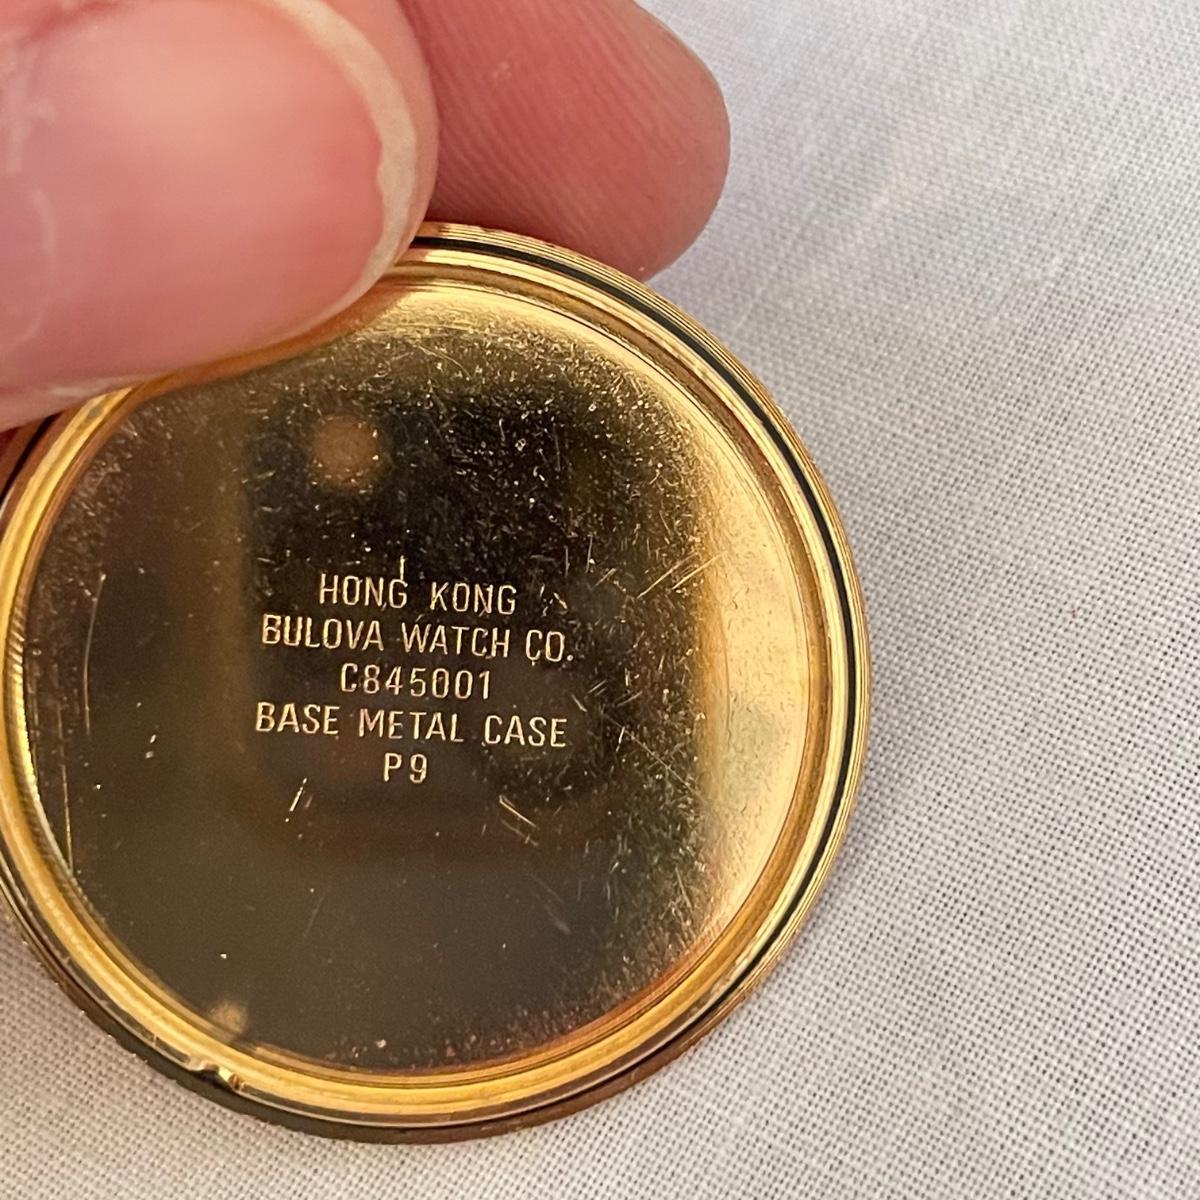 HONG KONG
BULOVA WATCH CO.
C845001
BASE METAL CASE
P9